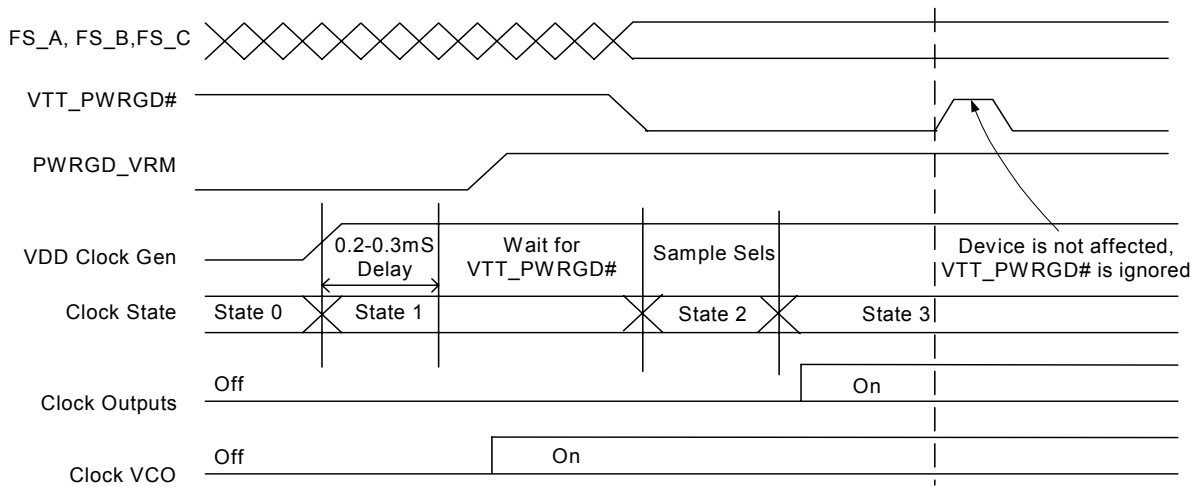 FS_A, FS_B,FS_C
VTT_PWRGD#
PWRGD_VRM
VDD Clock Gen
0.2-0.3mS
Delay
Wait for
VTT_PWRGD#
Sample Sels
Device is not affected,
VTT_PWRGD# is ignored
Clock State
State 0
State 1
State 2
State 3
Clock Outputs
Off
On
Clock VCO
Off
On